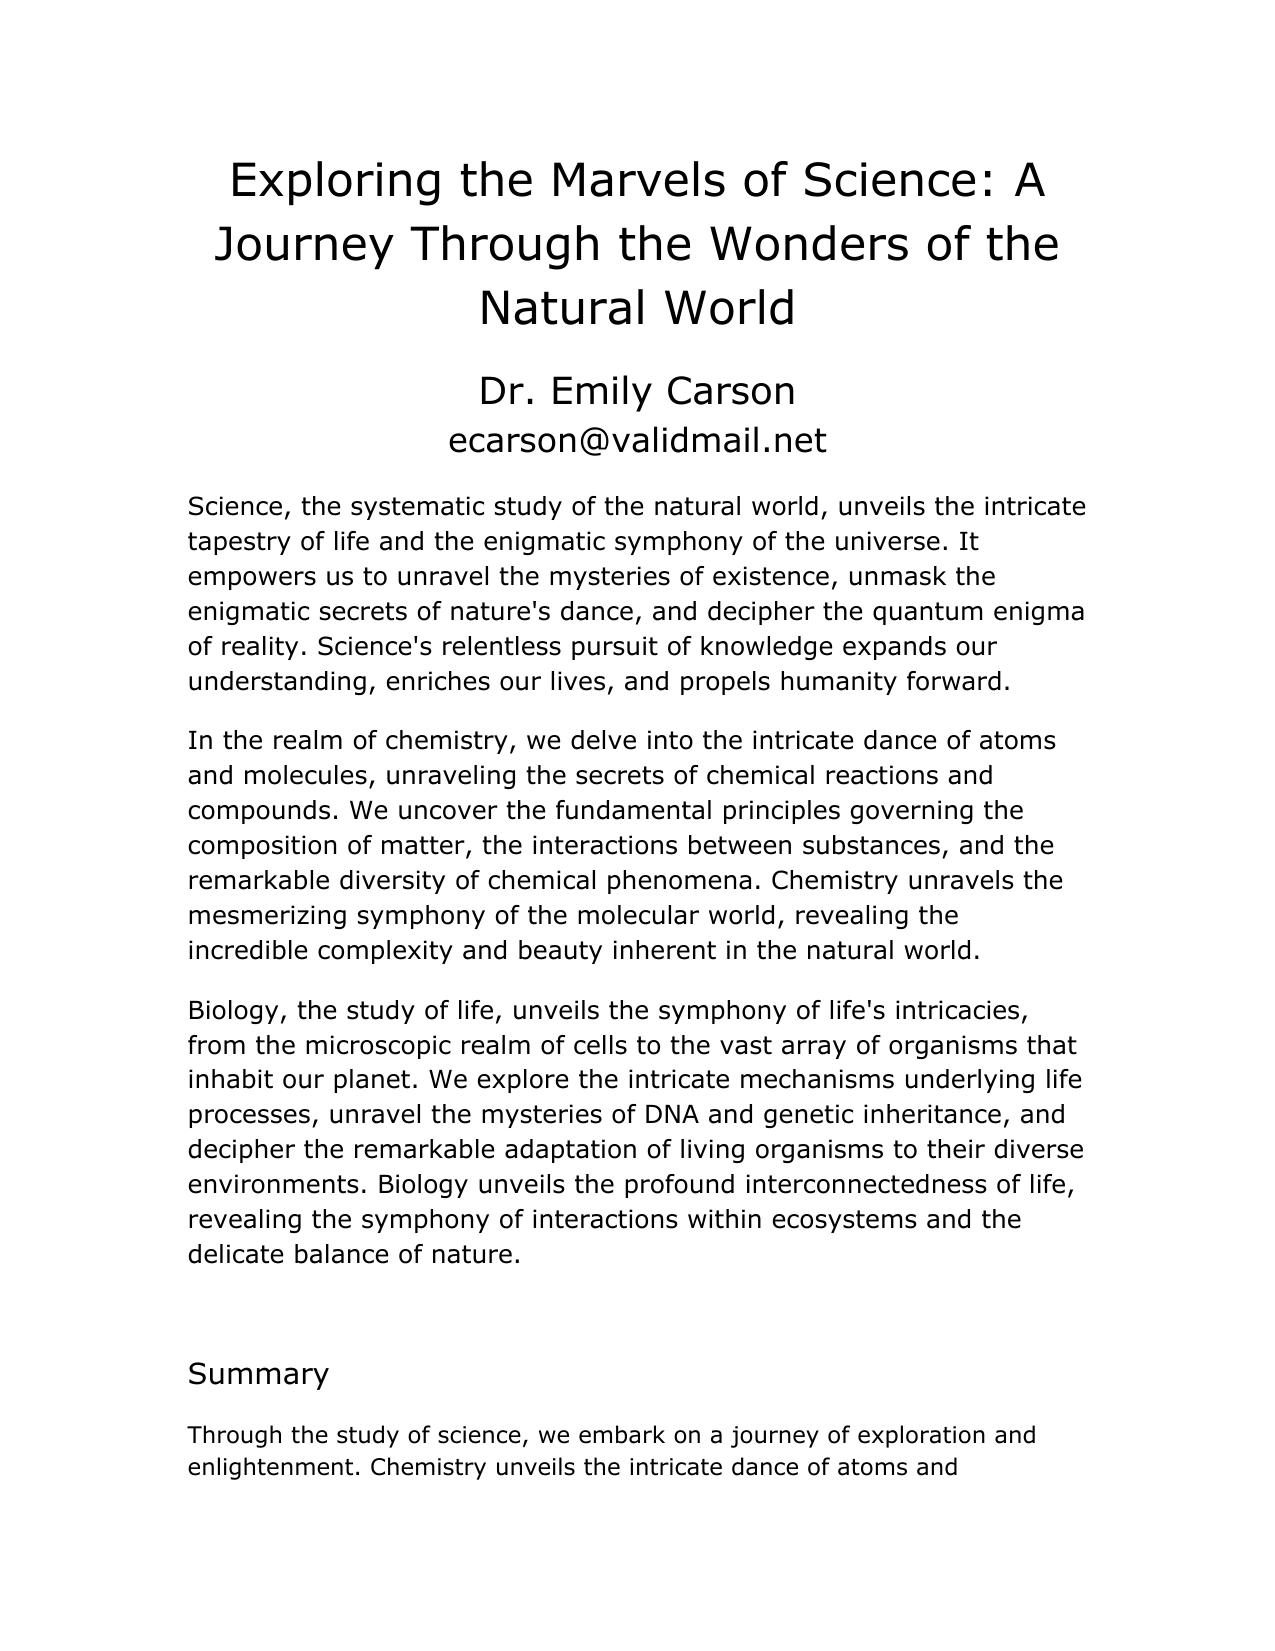 Exploring the Marvels of Science: A
Journey Through the Wonders of the
Natural World
Dr. Emily Carson
ecarson@validmail.net
Science, the systematic study of the natural world, unveils the intricate
tapestry of life and the enigmatic symphony of the universe. It
empowers us to unravel the mysteries of existence, unmask the
enigmatic secrets of nature's dance, and decipher the quantum enigma
of reality. Science's relentless pursuit of knowledge expands our
understanding, enriches our lives, and propels humanity forward.
In the realm of chemistry, we delve into the intricate dance of atoms
and molecules, unraveling the secrets of chemical reactions and
compounds. We uncover the fundamental principles governing the
composition of matter, the interactions between substances, and the
remarkable diversity of chemical phenomena. Chemistry unravels the
mesmerizing symphony of the molecular world, revealing the
incredible complexity and beauty inherent in the natural world.
Biology, the study of life, unveils the symphony of life's intricacies,
from the microscopic realm of cells to the vast array of organisms that
inhabit our planet. We explore the intricate mechanisms underlying life
processes, unravel the mysteries of DNA and genetic inheritance, and
decipher the remarkable adaptation of living organisms to their diverse
environments. Biology unveils the profound interconnectedness of life,
revealing the symphony of interactions within ecosystems and the
delicate balance of nature.
Summary
Through the study of science, we embark on a journey of exploration and
enlightenment. Chemistry unveils the intricate dance of atoms and